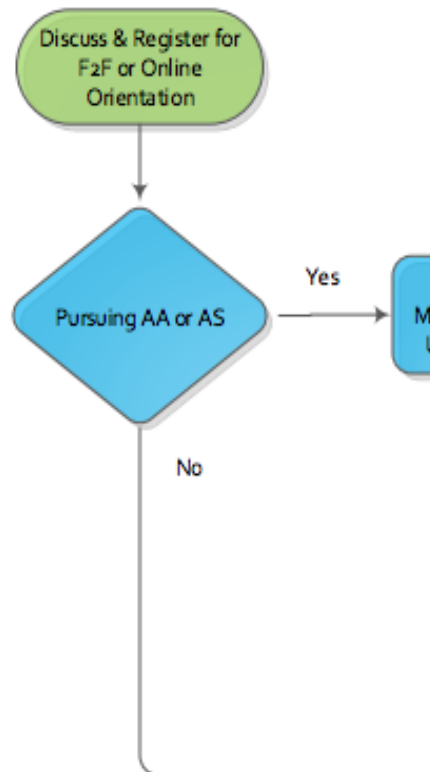 Discuss & Register for
F2F or Online
Orientation
Yes
Pursuing AA or AS
No